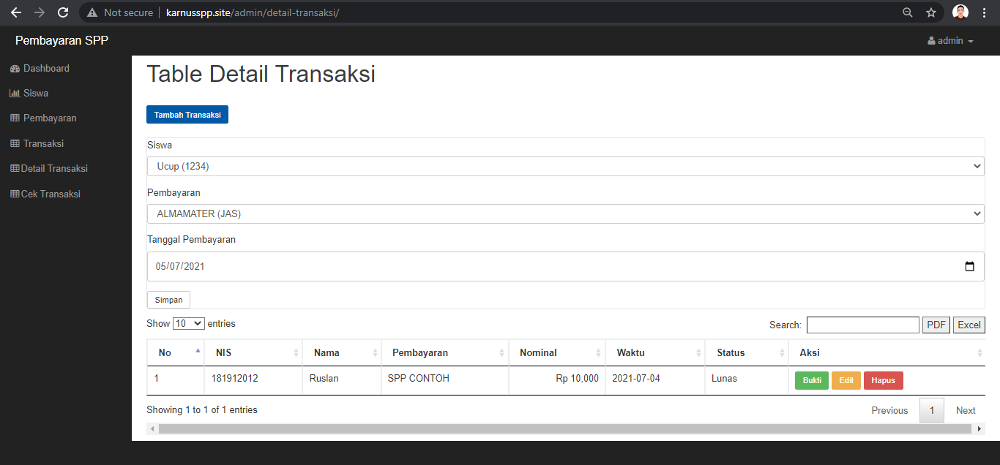 Not secure karnusspp.site/admin/detail-transaksi/
Pembayaran SPP admin
Dashboard
Siswa
Pembayaran
Transaksi
Detail Transaksi
Cek Transaksi
Table Detail Transaksi
Tambah Transaksi
Siswa
Ucup (1234)
Pembayaran
ALMAMATER (JAS)
Tanggal Pembayaran
05/07/2021
Simpan
Show 10 entries Search: PDF Excel
No NIS Nama Pembayaran Nominal Waktu Status Aksi
1 181912012 Ruslan SPP CONTOH Rp 10,000 2021-07-04 Lunas Bukti Edit Hapus
Showing 1 to 1 of 1 entries Previous 1 Next